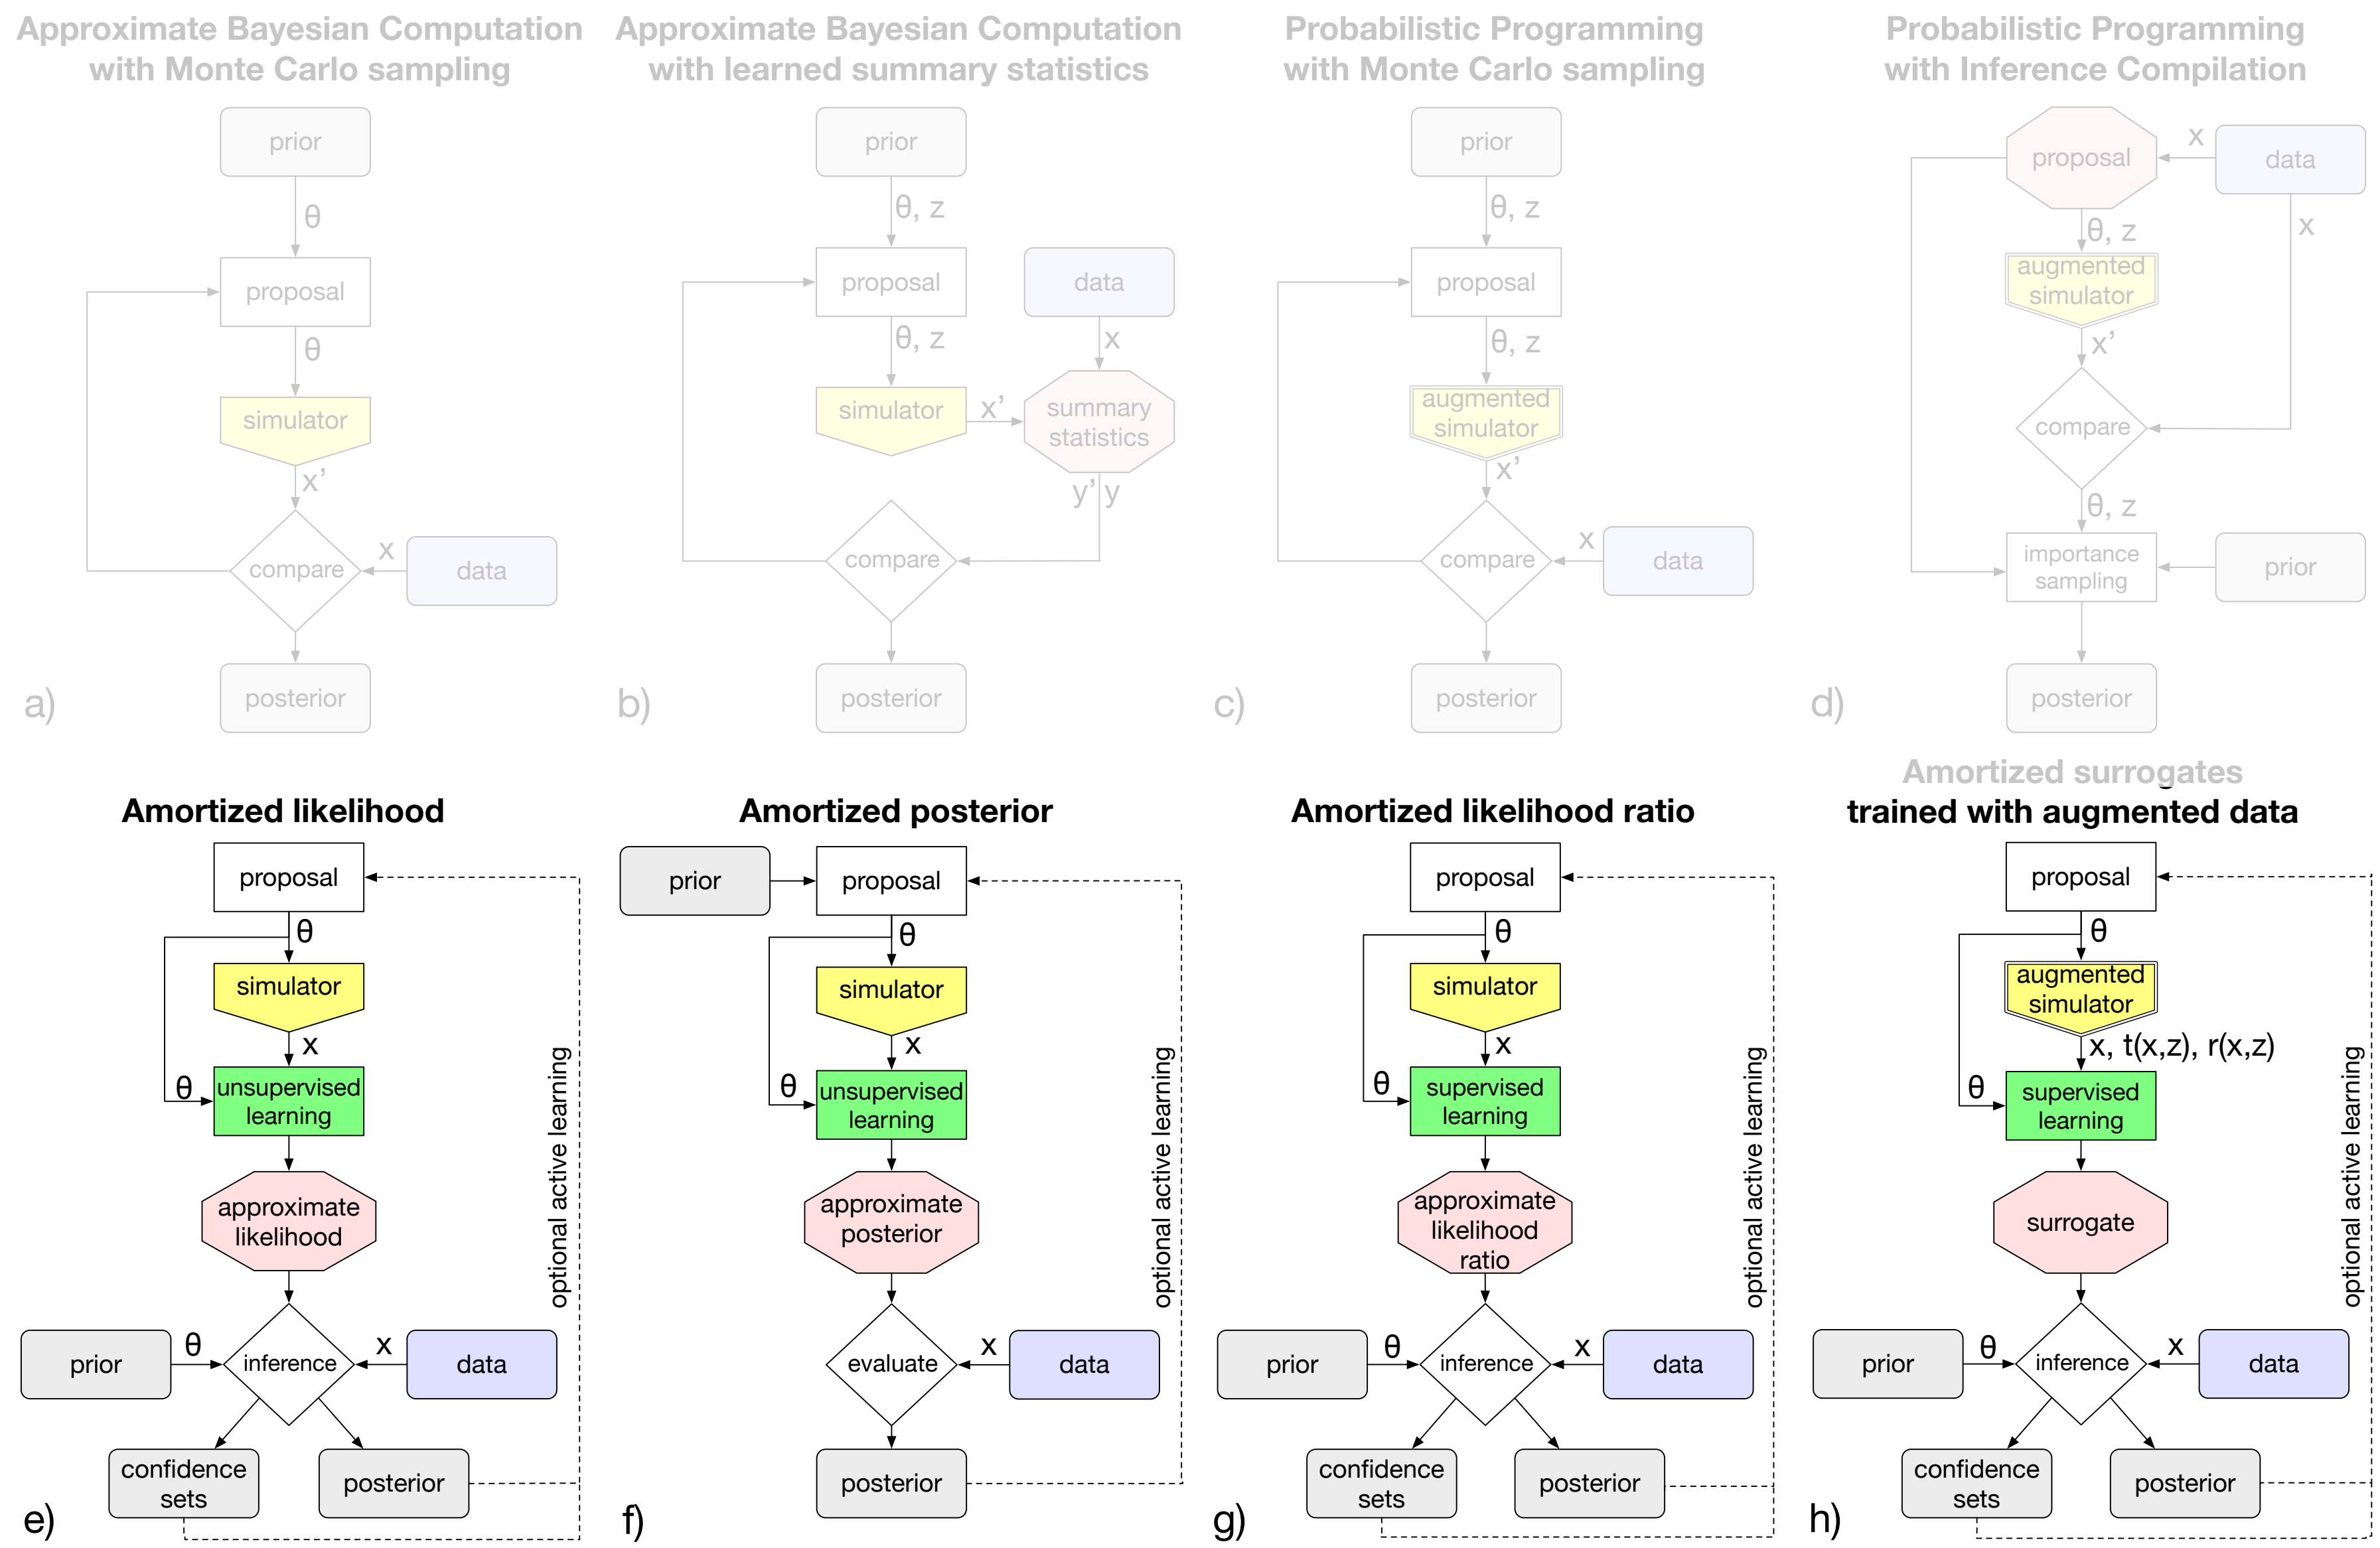 Approximate Bayesian Computation
with Monte Carlo sampling
prior
θ
proposal
θ
simulator
x’
compare
x
data
posterior
a)
Approximate Bayesian Computation
with learned summary statistics
prior
θ, z
proposal
data
θ, z
x
simulator
x’
summary
statistics
y’ y
compare
posterior
b)
Probabilistic Programming
with Monte Carlo sampling
prior
θ, z
proposal
θ, z
augmented
simulator
x’
compare
x
data
posterior
c)
Probabilistic Programming
with Inference Compilation
proposal
x
data
θ, z
x
augmented
simulator
x’
compare
θ, z
importance
sampling
prior
posterior
d)
Amortized likelihood
proposal
θ
simulator
x
θ
unsupervised
learning
approximate
likelihood
optional active learning
prior
θ
inference
x
data
confidence
sets
posterior
e)
Amortized posterior
prior
proposal
θ
simulator
x
θ
unsupervised
learning
approximate
posterior
optional active learning
evaluate
x
data
posterior
f)
Amortized likelihood ratio
proposal
θ
simulator
x
θ
supervised
learning
approximate
likelihood
ratio
optional active learning
prior
θ
inference
x
data
confidence
sets
posterior
g)
Amortized surrogates
trained with augmented data
proposal
θ
augmented
simulator
x, t(x,z), r(x,z)
θ
supervised
learning
surrogate
optional active learning
prior
θ
inference
x
data
confidence
sets
posterior
h)